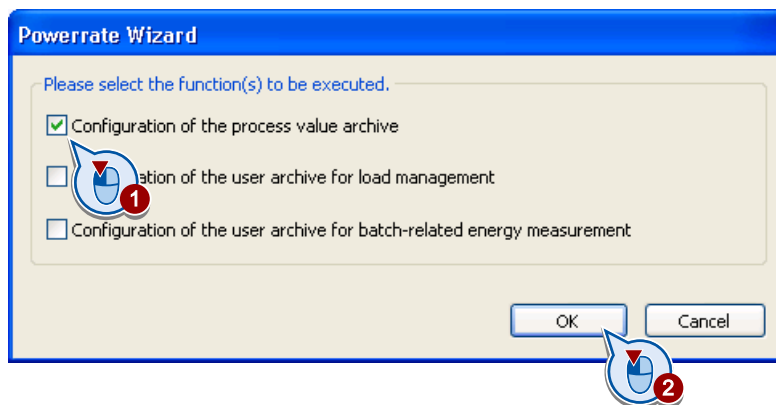 Powerrate Wizard
Please select the function(s) to be executed.
Configuration of the process value archive
ation of the user archive for load management
1
Configuration of the user archive for batch-related energy measurement
OK
Cancel
2